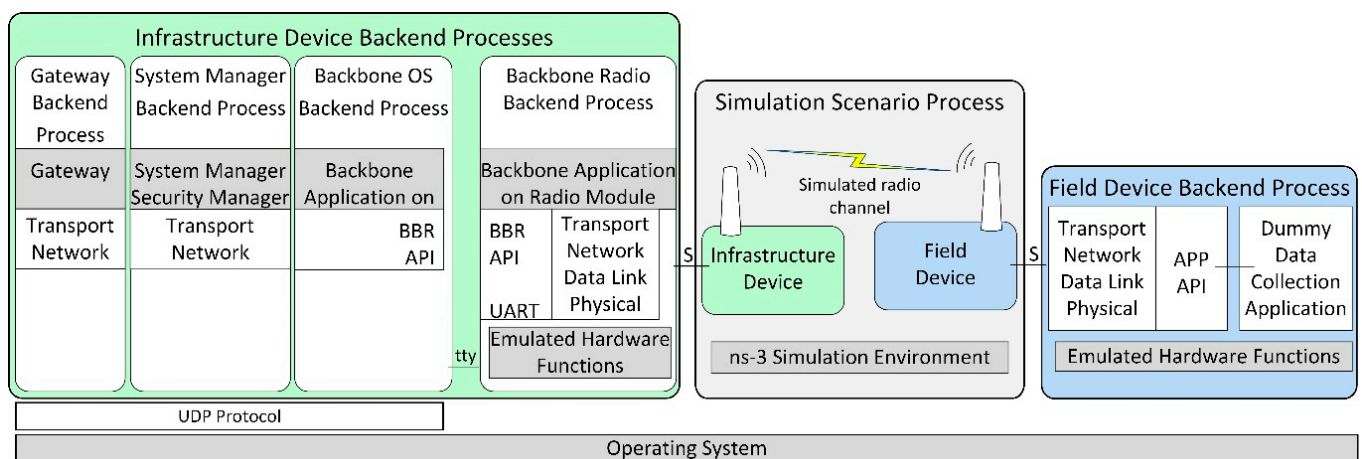 Infrastructure Device Backend Processes
Gateway
Backend
Process
Gateway
Transport
Network
System Manager
Backend Process
System Manager
Security Manager
Transport
Network
Backbone OS
Backend Process
Backbone
Application on
BBR
API
tty
Backbone Radio
Backend Process
Backbone Application
on Radio Module
BBR
API
UART
Transport
Network
Data Link
Physical
Emulated Hardware
Functions
S
Simulation Scenario Process
Simulated radio
channel
Infrastructure
Device
Field
Device
ns-3 Simulation Environment
S
Field Device Backend Process
Transport
Network
Data Link
Physical
APP
API
Dummy
Data
Collection
Application
Emulated Hardware Functions
UDP Protocol
Operating System